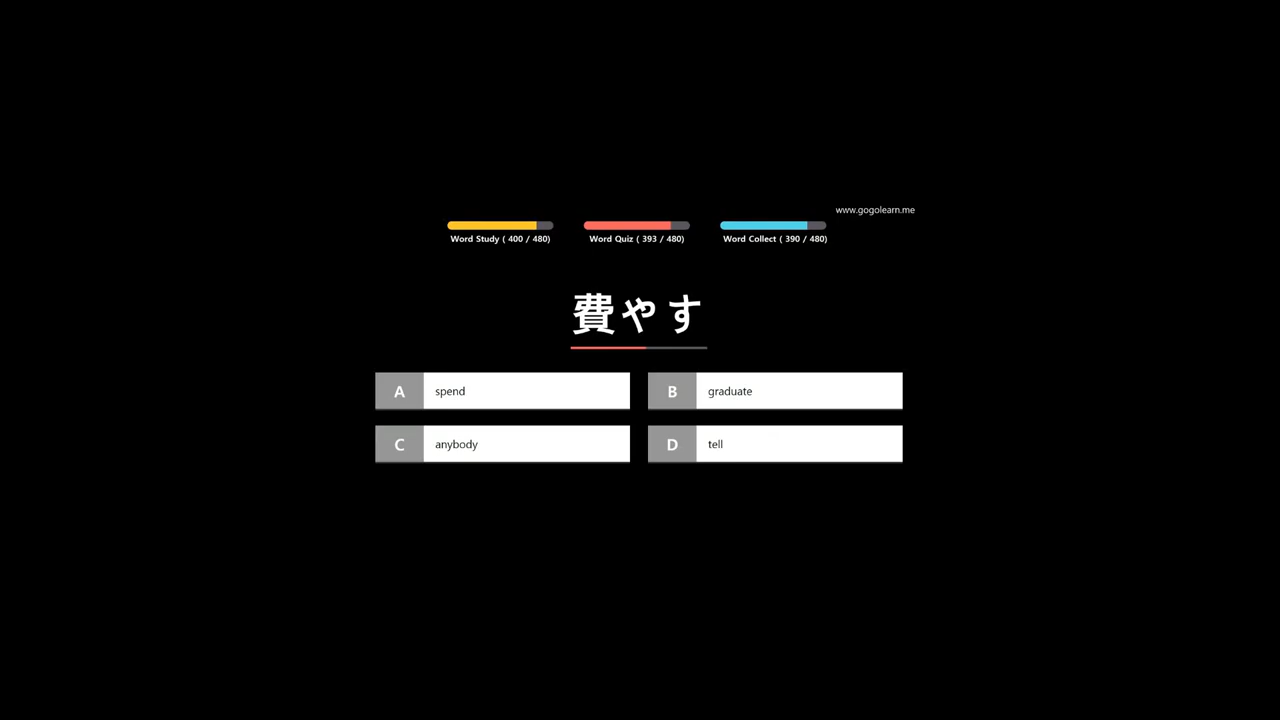 www.gogolearn.me
Word Study ( 400 / 480)
Word Quiz ( 393 / 480)
Word Collect ( 390 / 480)
費やす
A spend
B graduate
C anybody
D tell